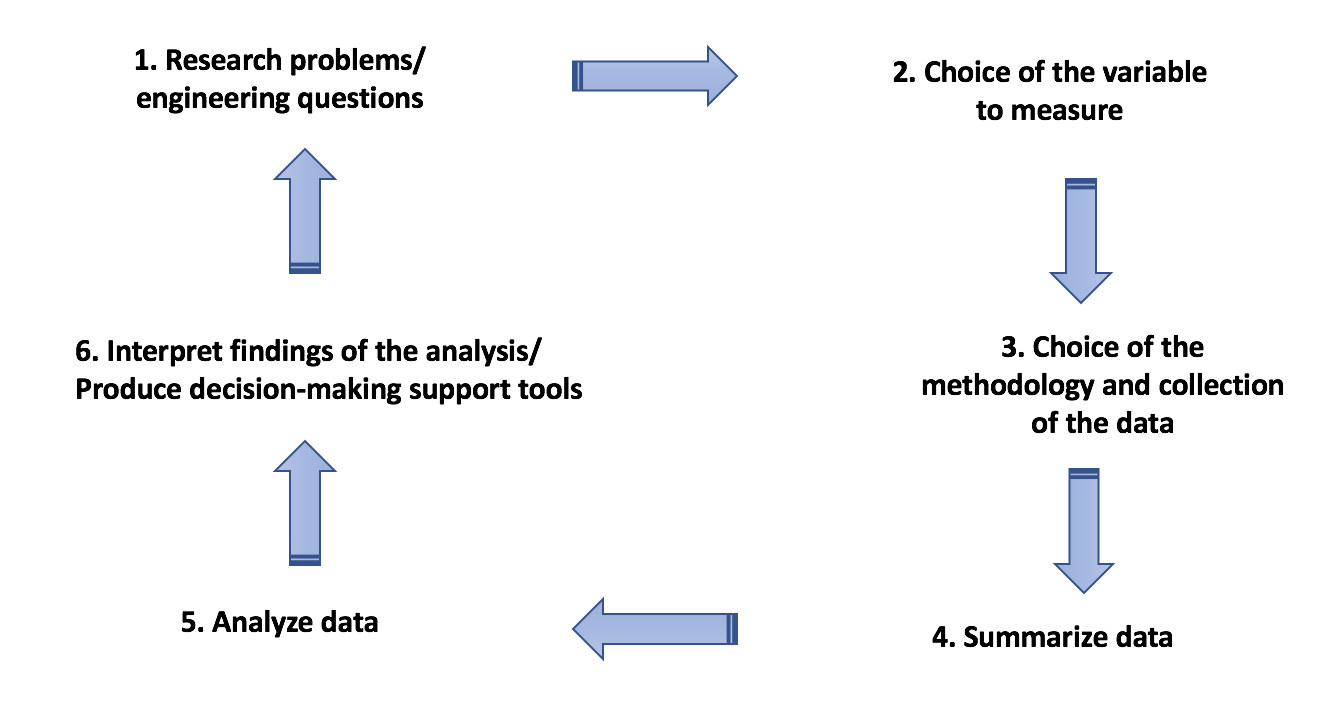 1. Research problems/
engineering questions
2. Choice of the variable
to measure
3. Choice of the
methodology and collection
of the data
4. Summarize data
5. Analyze data
6. Interpret findings of the analysis/
Produce decision-making support tools